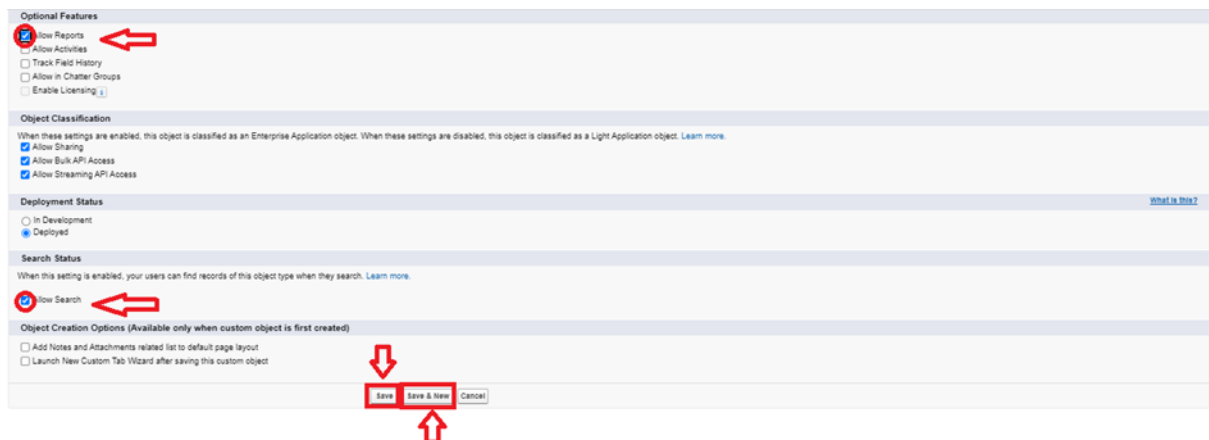 Optional Features
Allow Reports
Allow Activities
Track Field History
Allow in Chatter Groups
Enable Licensing i
Object Classification
When these settings are enabled, this object is classified as an Enterprise Application object. When these settings are disabled, this object is classified as a Light Application object. Learn more.
Allow Sharing
Allow Bulk API Access
Allow Streaming API Access
Deployment Status What is this?
In Development
Deployed
Search Status
When this setting is enabled, your users can find records of this object type when they search. Learn more.
Allow Search
Object Creation Options (Available only when custom object is first created)
Add Notes and Attachments related list to default page layout
Launch New Custom Tab Wizard after saving this custom object
Save Save & New Cancel